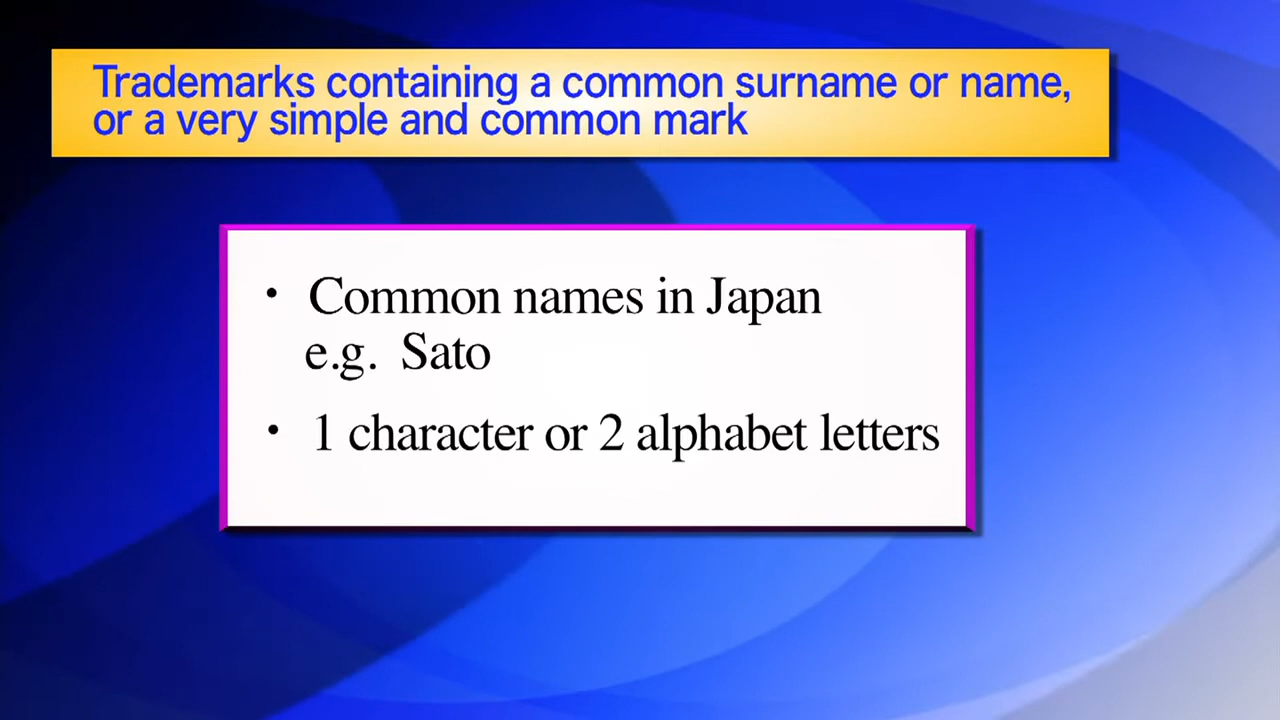 Trademarks containing a common surname or name,
or a very simple and common mark
・ Common names in Japan
e.g. Sato
・ 1 character or 2 alphabet letters